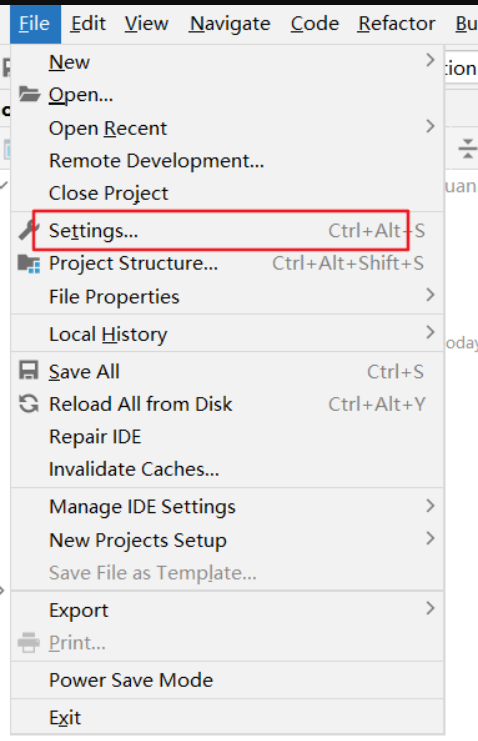 File Edit View Navigate Code Refactor Bu
New
tion
Open...
Open Recent
Remote Development...
Close Project
uan
Settings... Ctrl+Alt+S
Project Structure... Ctrl+Alt+Shift+S
File Properties
Local History
oday
Save All Ctrl+S
Reload All from Disk Ctrl+Alt+Y
Repair IDE
Invalidate Caches...
Manage IDE Settings
New Projects Setup
Save File as Template...
Export
Print...
Power Save Mode
Exit